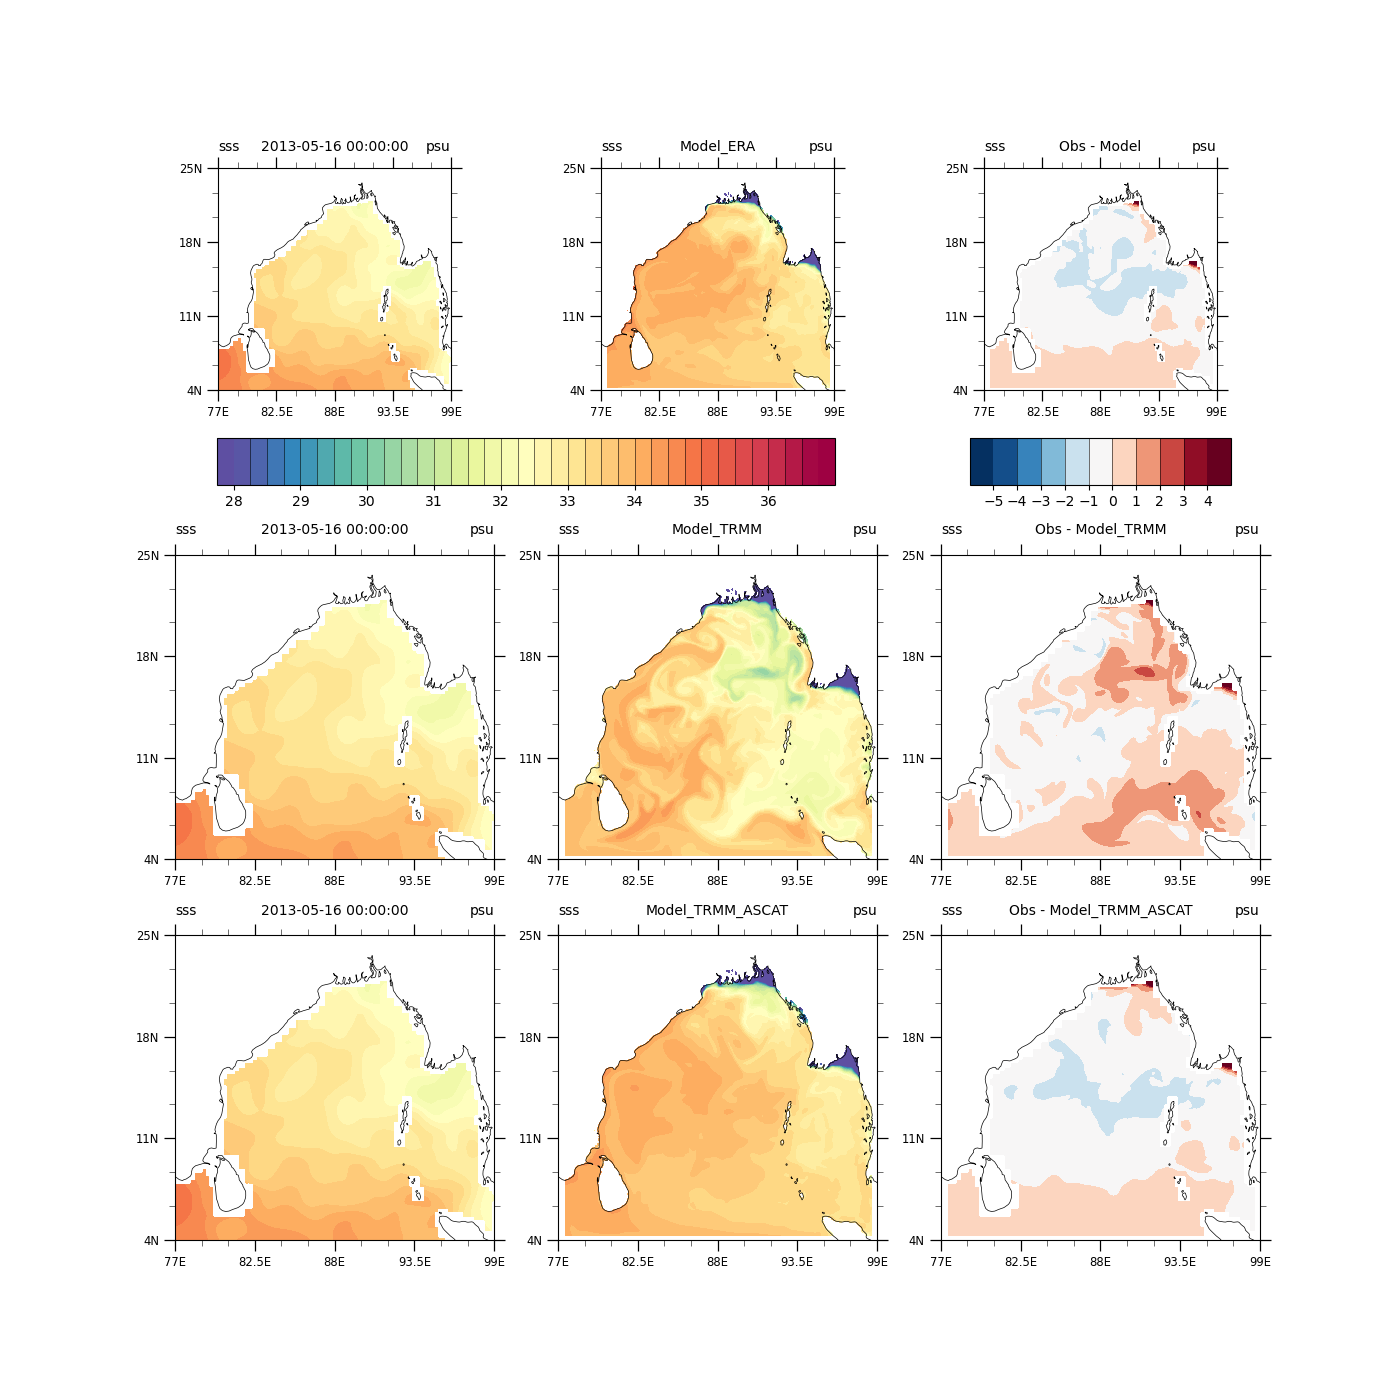 sss 2013-05-16 00:00:00 psu
sss Model_ERA psu
sss Obs - Model psu
25N
18N
11N
4N
77E 82.5E 88E 93.5E 99E
25N
18N
11N
4N
77E 82.5E 88E 93.5E 99E
25N
18N
11N
4N
77E 82.5E 88E 93.5E 99E
28 29 30 31 32 33 34 35 36
−5 −4 −3 −2 −1 0 1 2 3 4
sss 2013-05-16 00:00:00 psu
sss Model_TRMM psu
sss Obs - Model_TRMM psu
25N
18N
11N
4N
77E 82.5E 88E 93.5E 99E
25N
18N
11N
4N
77E 82.5E 88E 93.5E 99E
25N
18N
11N
4N
77E 82.5E 88E 93.5E 99E
sss 2013-05-16 00:00:00 psu
sss Model_TRMM_ASCAT psu
sss Obs - Model_TRMM_ASCAT psu
25N
18N
11N
4N
77E 82.5E 88E 93.5E 99E
25N
18N
11N
4N
77E 82.5E 88E 93.5E 99E
25N
18N
11N
4N
77E 82.5E 88E 93.5E 99E